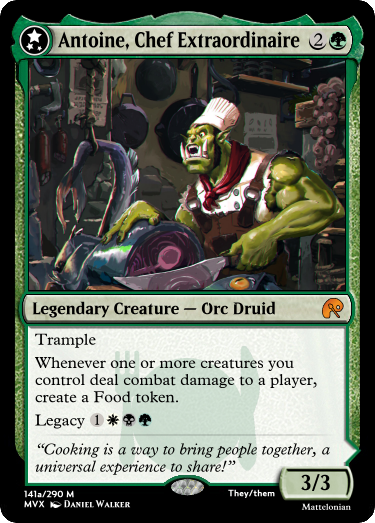 Antoine, Chef Extraordinaire 2
Legendary Creature — Orc Druid
Trample
Whenever one or more creatures you
control deal combat damage to a player,
create a Food token.
Legacy 1
“Cooking is a way to bring people together, a
universal experience to share!”
3/3
141a/290 M
MVX DANIEL WALKER
They/them
Mattelonian